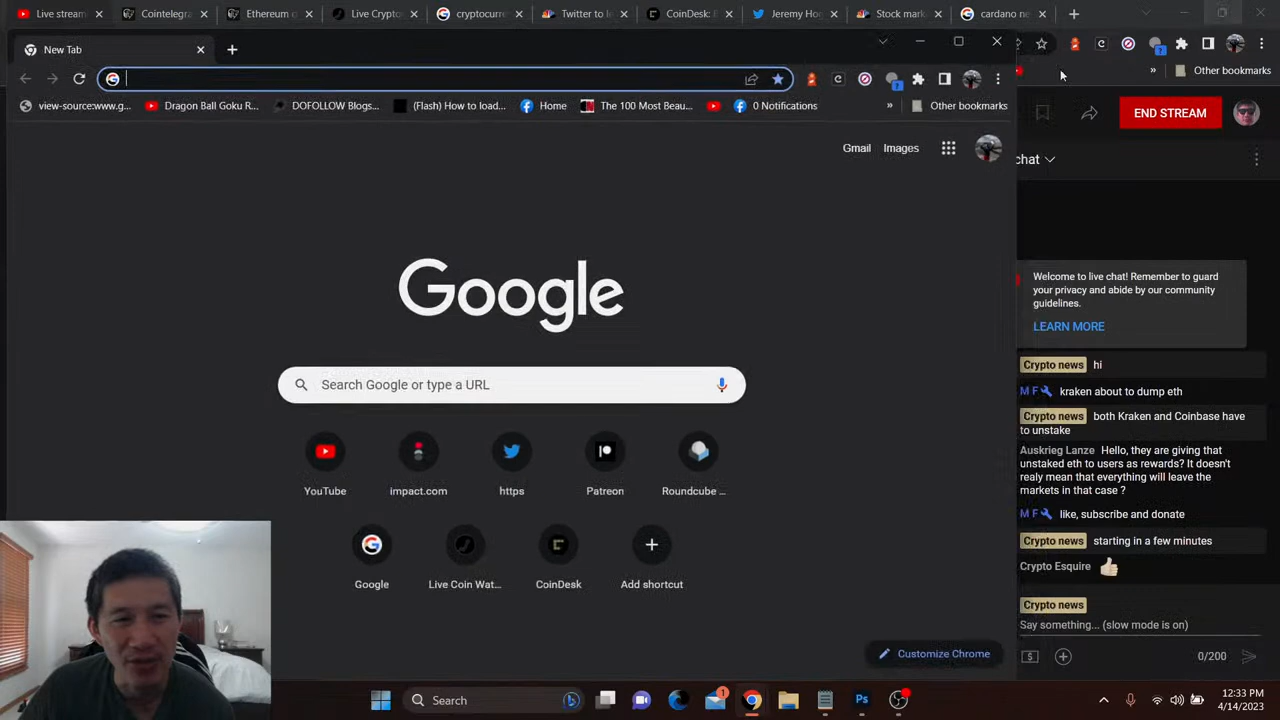 Live stream
Cointelegra
Ethereum c
Live Crypto
cryptocurre
Twitter to le
CoinDesk: B
Jeremy Hog
Stock mark
cardano ne
New Tab
Other bookmarks
view-source:www.g...
Dragon Ball Goku R...
DOFOLLOW Blogs...
(Flash) How to load...
Home
The 100 Most Beau...
0 Notifications
Other bookmarks
END STREAM
Gmail
Images
chat
Google
Welcome to live chat! Remember to guard
your privacy and abide by our community
guidelines.
LEARN MORE
Search Google or type a URL
Crypto news hi
M F kraken about to dump eth
Crypto news both Kraken and Coinbase have
to unstake
Auskrieg Lanze Hello, they are giving that
unstaked eth to users as rewards? It doesn't
realy mean that everything will leave the
markets in that case ?
M F like, subscribe and donate
Crypto news starting in a few minutes
Crypto Esquire
Crypto news
Say something... (slow mode is on)
0/200
YouTube
impact.com
https
Patreon
Roundcube ...
Google
Live Coin Wat...
CoinDesk
Add shortcut
Customize Chrome
Search
1
12:33 PM
4/14/2023